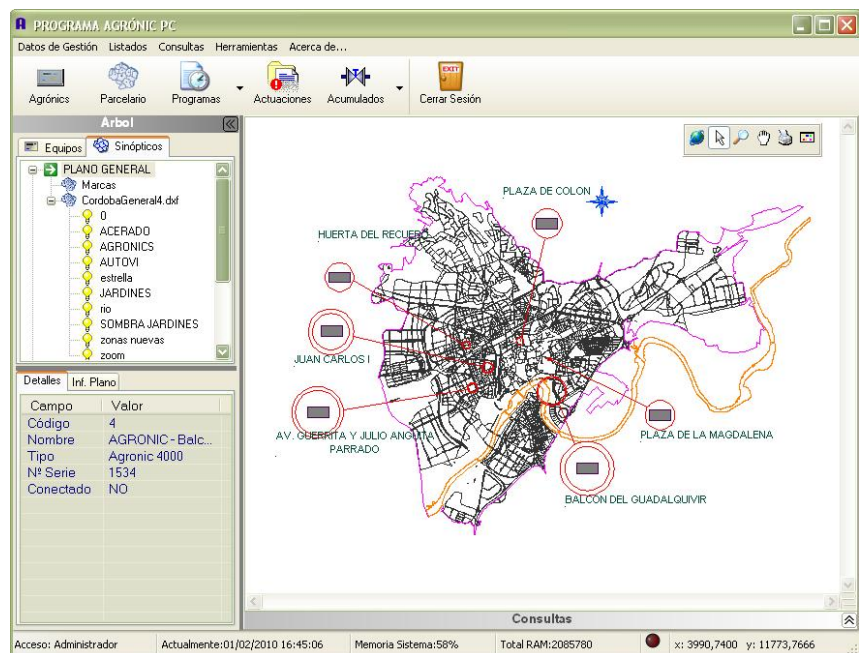 PROGRAMA AGRÓNIC PC
Datos de Gestión Listados Consultas Herramientas Acerca de...
Agrónics Parcelario Programas Actuaciones Acumulados EXIT Cerrar Sesión
Arbol
Equipos Sinópticos
PLANO GENERAL
Marcas
CordobaGeneral4.dxf
0
ACERADO
AGRONICS
AUTOVI
estrella
JARDINES
rio
SOMBRA JARDINES
zonas nuevas
zoom
Detalles Inf. Plano
Campo Valor
Código 4
Nombre AGRONIC - Balc...
Tipo Agronic 4000
Nº Serie 1534
Conectado NO
PLAZA DE COLON
HUERTA DEL RECUERO
JUAN CARLOS I
AV. GUERRITA Y JULIO ANGUITA
PARRADO
PLAZA DE LA MAGDALENA
BALCON DEL GUADALQUIVIR
Consultas
Acceso: Administrador Actualmente:01/02/2010 16:45:06 Memoria Sistema:58% Total RAM:2085780 x: 3990,7400 y: 11773,7666